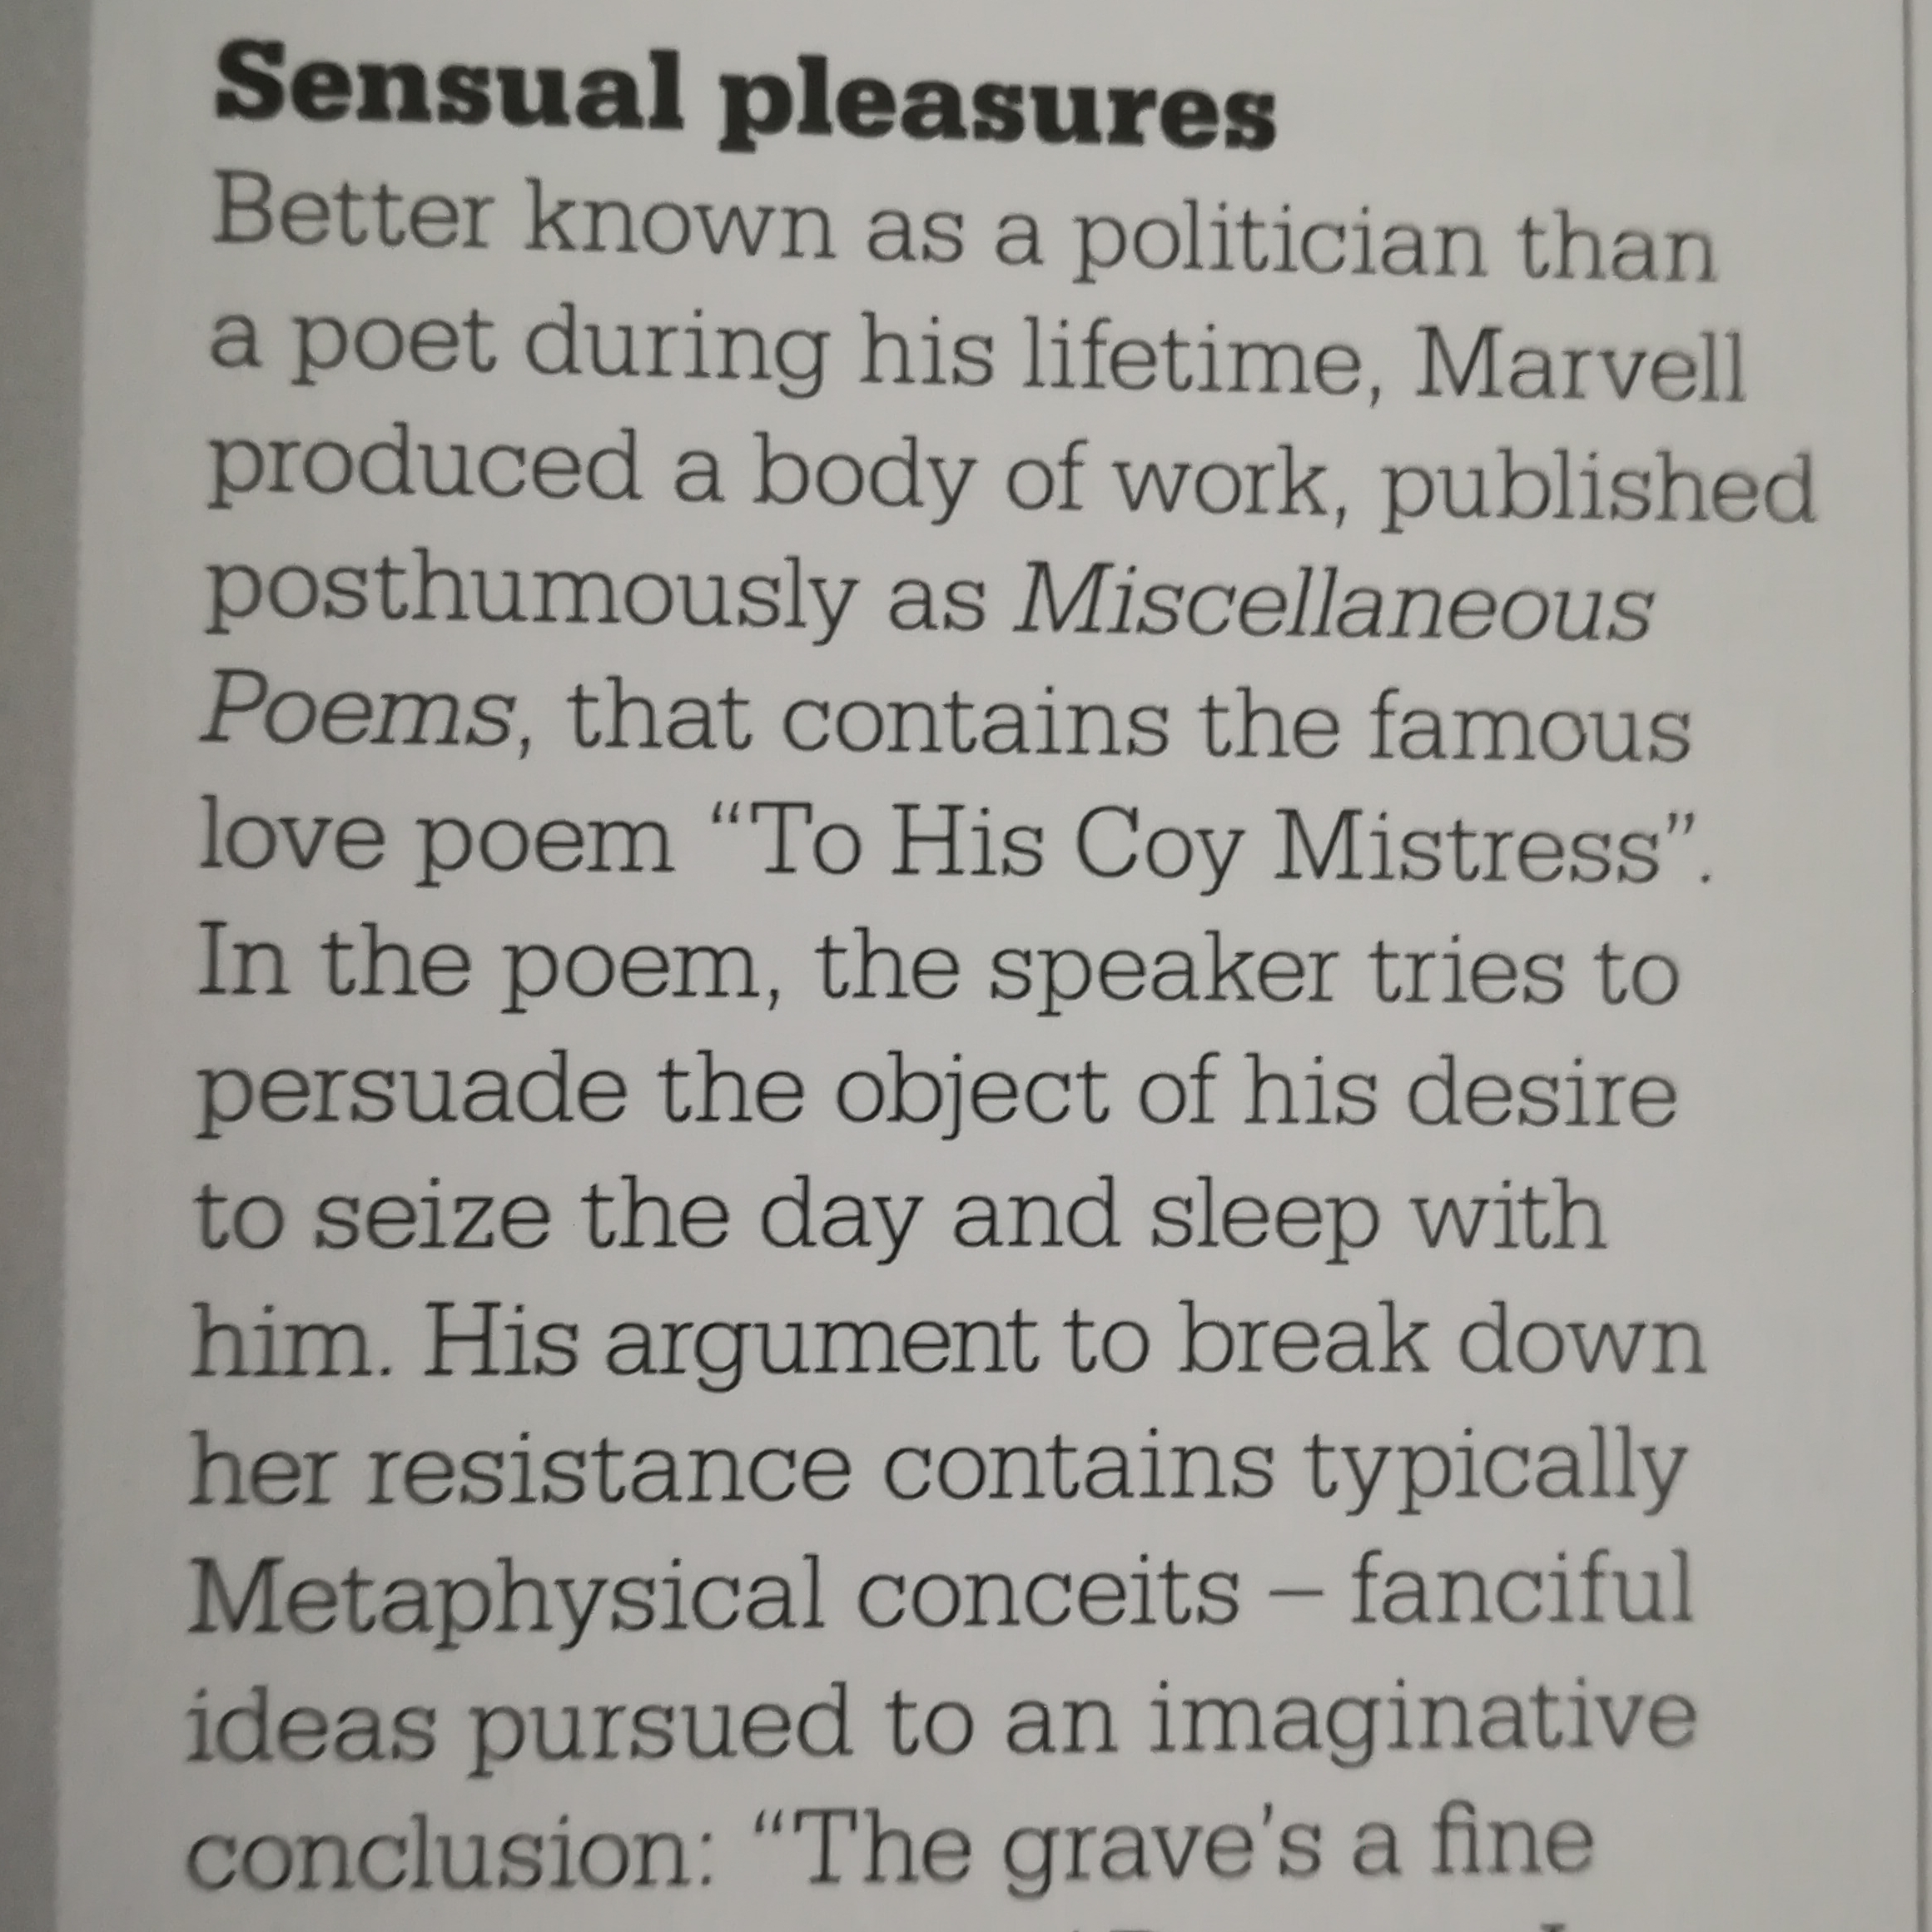 Sensual pleasures
Better known as a politician than
a poet during his lifetime, Marvell
produced a body of work, published
posthumously as Miscellaneous
Poems, that contains the famous
love poem “To His Coy Mistress”.
In the poem, the speaker tries to
persuade the object of his desire
to seize the day and sleep with
him. His argument to break down
her resistance contains typically
Metaphysical conceits – fanciful
ideas pursued to an imaginative
conclusion: “The grave’s a fine